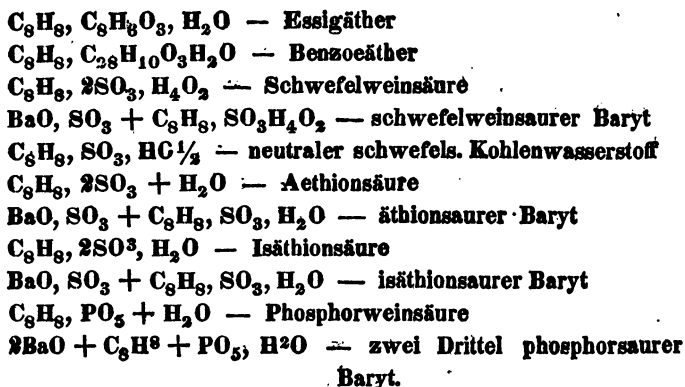 C₈H₈, C₈H₆O₃, H₂O — Essigäther
C₈H₈, C₂₈H₁₀O₃H₂O — Benzoeäther
C₈H₈, 2SO₃, H₄O₂ — Schwefelweinsäure
BaO, SO₃ + C₈H₈, SO₃H₄O₂ — schwefelweinsaurer Baryt
C₈H₈, SO₃, HO½ — neutraler schwefels. Kohlenwasserstoff
C₈H₈, 2SO₃ + H₂O — Aethionsäure
BaO, SO₃ + C₈H₈, SO₃, H₂O — äthionsaurer Baryt
C₈H₈, 2SO³, H₂O — Isäthionsäure
BaO, SO₃ + C₈H₈, SO₃, H₂O — isäthionsaurer Baryt
C₈H₈, PO₅ + H₂O — Phosphorweinsäure
2BaO + C₈H⁸ + PO₅, H²O — zwei Drittel phosphorsaurer
Baryt.